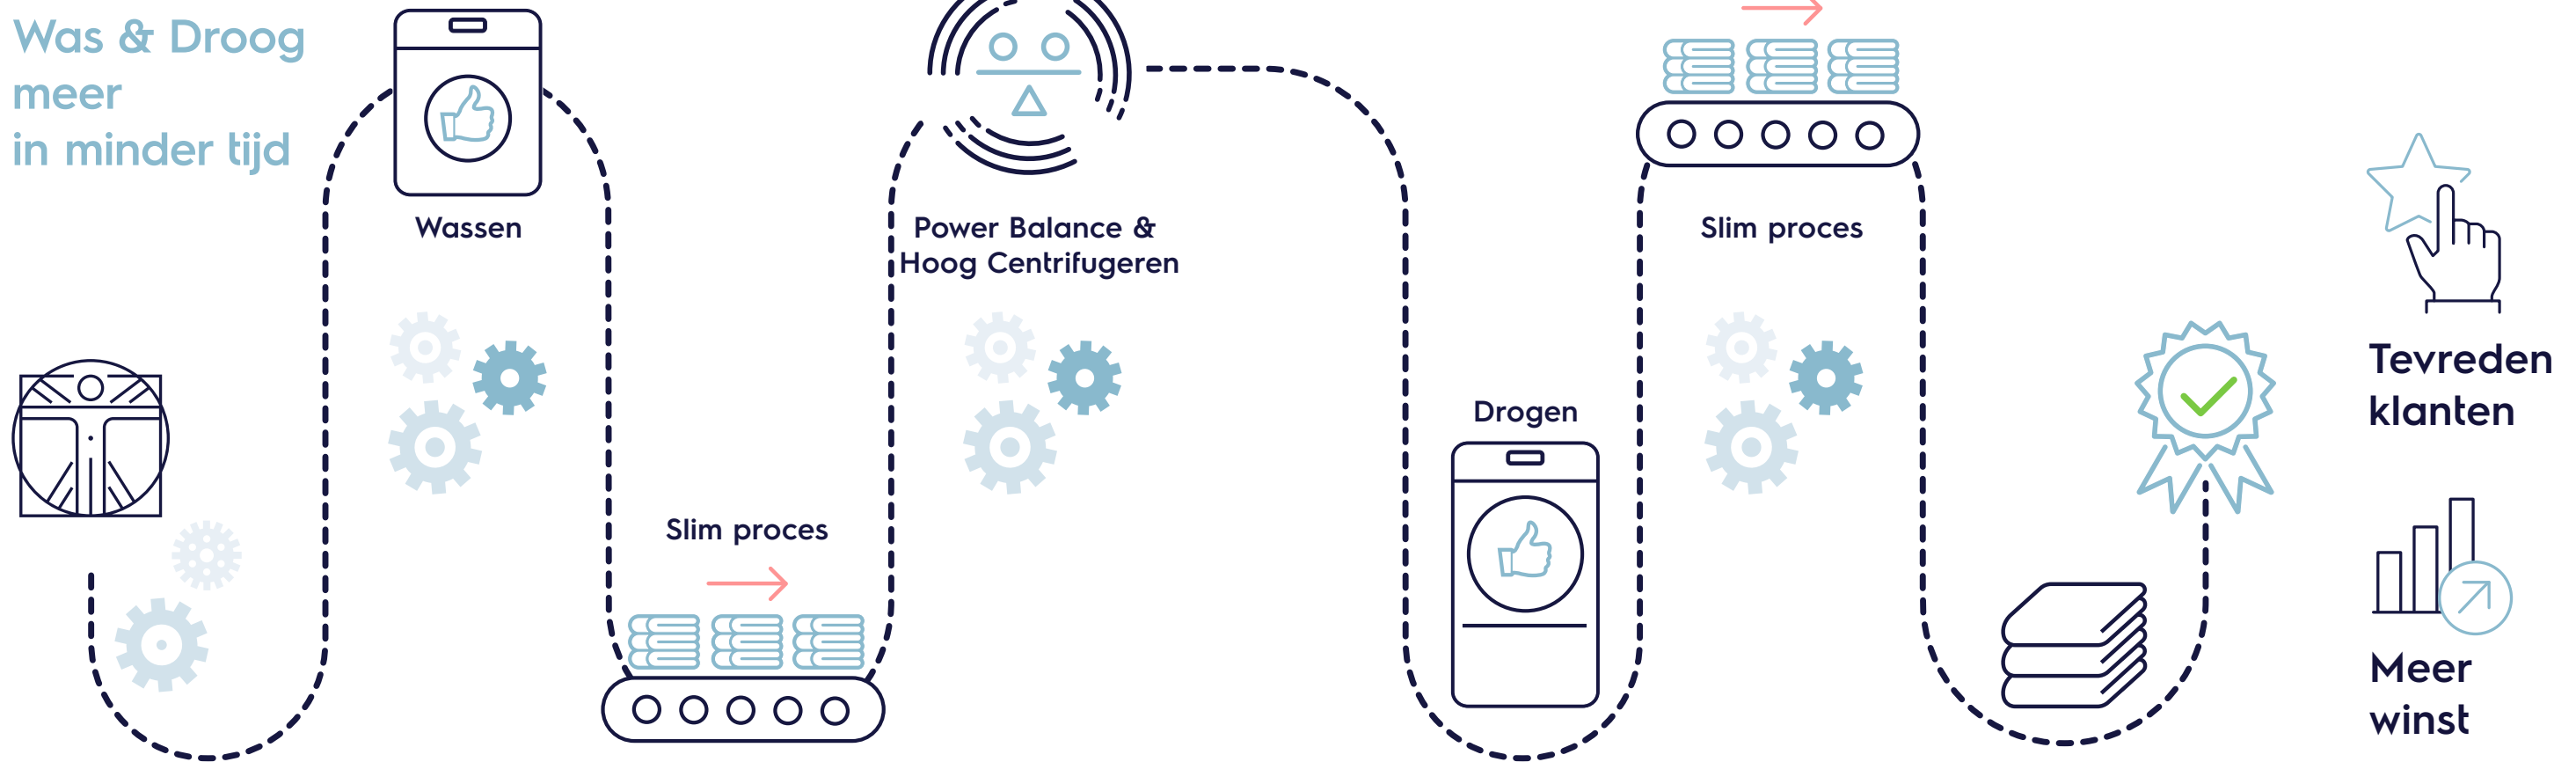 Was & Droog
meer
in minder tijd
Wassen
Slim proces
Power Balance &
Hoog Centrifugeren
Drogen
Slim proces
Tevreden
klanten
Meer
winst